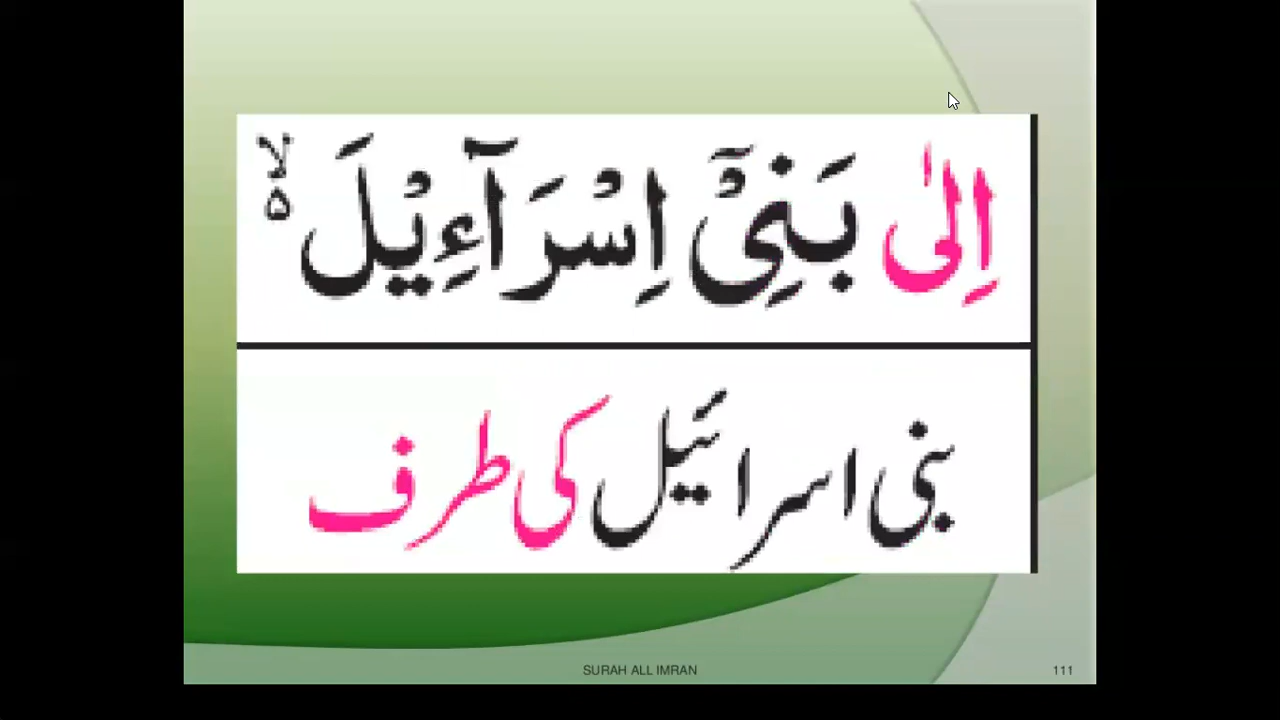 اِلٰى بَنِىْۤ اِسْرَآءِيْلَ ۙ۬
بنی اسرائیل کی طرف
SURAH ALL IMRAN 111